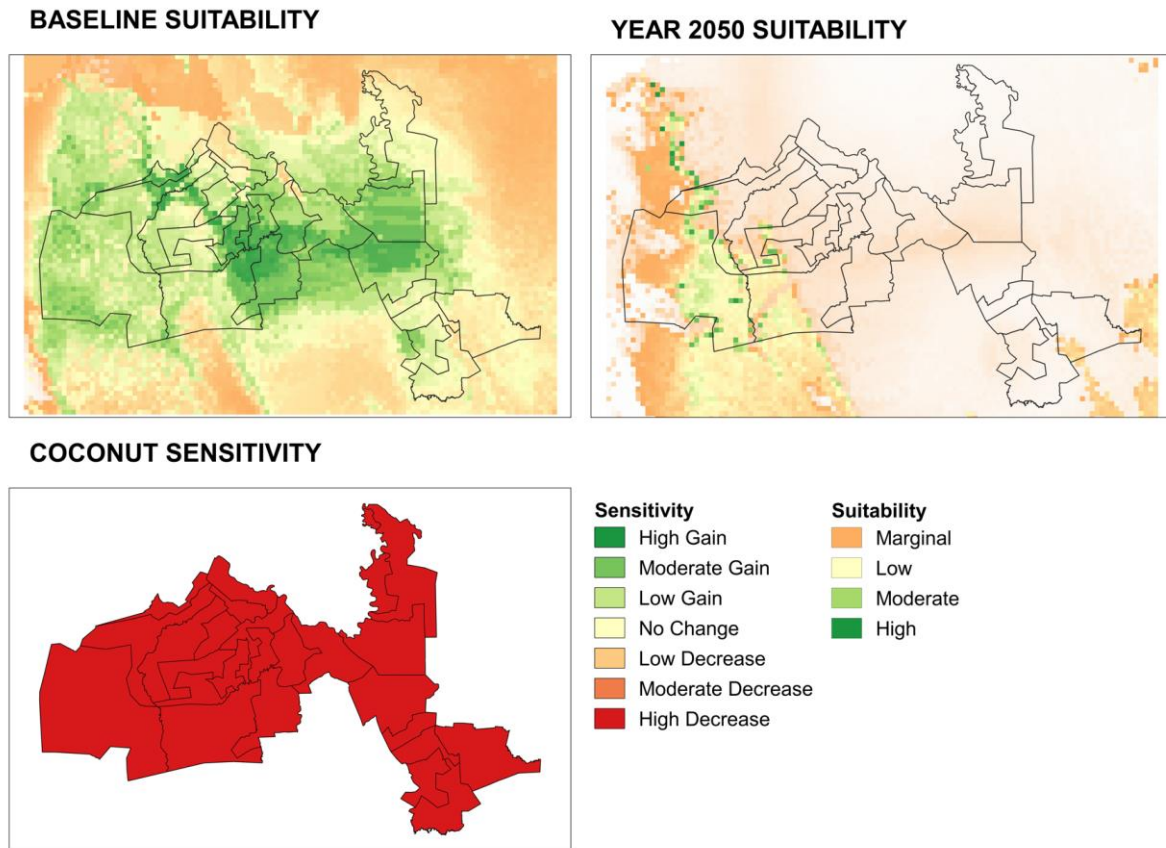 BASELINE SUITABILITY
YEAR 2050 SUITABILITY
COCONUT SENSITIVITY
Sensitivity
High Gain
Moderate Gain
Low Gain
No Change
Low Decrease
Moderate Decrease
High Decrease
Suitability
Marginal
Low
Moderate
High